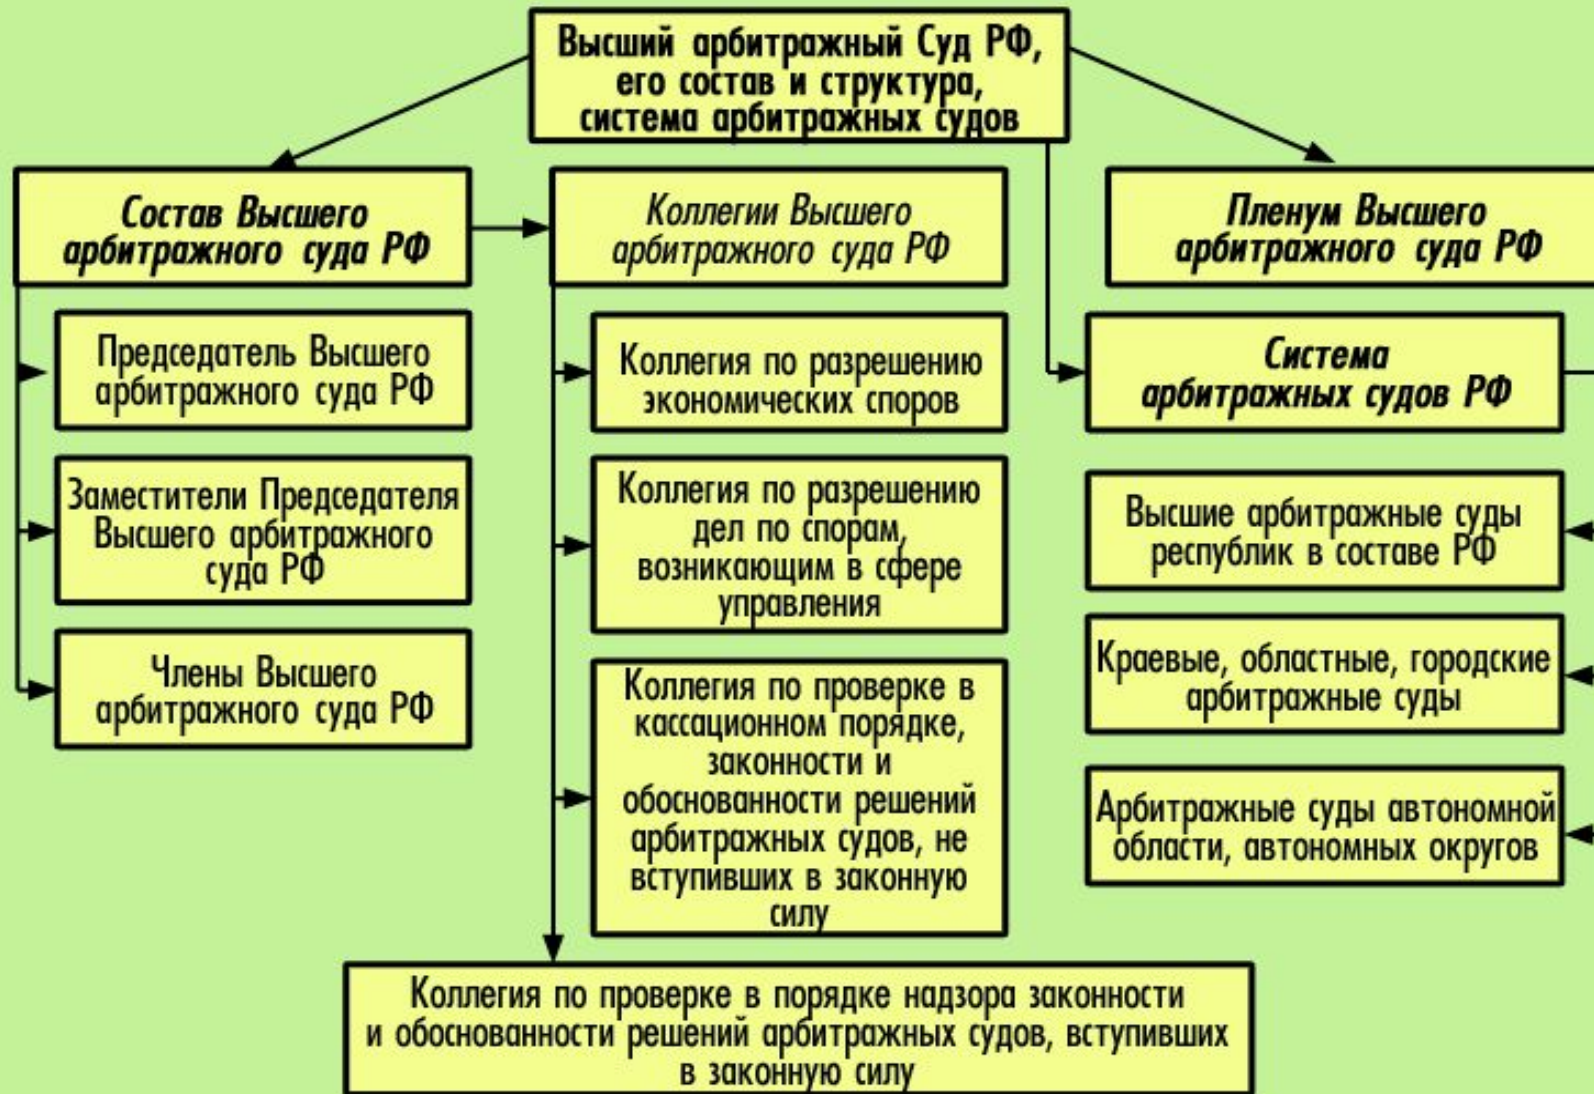 Высший арбитражный Суд РФ,
его состав и структура,
система арбитражных судов
Состав Высшего
арбитражного суда РФ
Председатель Высшего
арбитражного суда РФ
Заместители Председателя
Высшего арбитражного
суда РФ
Члены Высшего
арбитражного суда РФ
Коллегии Высшего
арбитражного суда РФ
Коллегия по разрешению
экономических споров
Коллегия по разрешению
дел по спорам,
возникающим в сфере
управления
Коллегия по проверке в
кассационном порядке,
законности и
обоснованности решений
арбитражных судов, не
вступивших в законную
силу
Коллегия по проверке в порядке надзора законности
и обоснованности решений арбитражных судов, вступивших
в законную силу
Пленум Высшего
арбитражного суда РФ
Система
арбитражных судов РФ
Высшие арбитражные суды
республик в составе РФ
Краевые, областные, городские
арбитражные суды
Арбитражные суды автономной
области, автономных округов